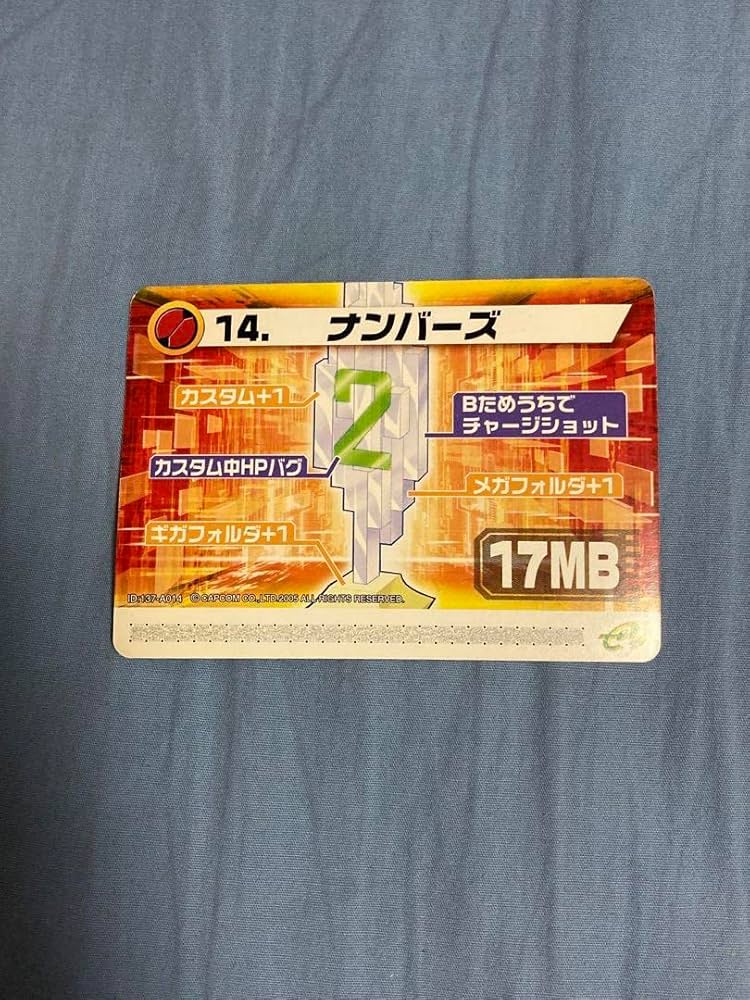 14. ナンバーズ
カスタム+1
2
Bためうちで
チャージショット
カスタム中HPバグ
メガフォルダ+1
ギガフォルダ+1
17MB
ID:137-A014 © CAPCOM CO.,LTD.2005 ALL RIGHTS RESERVED.
e+